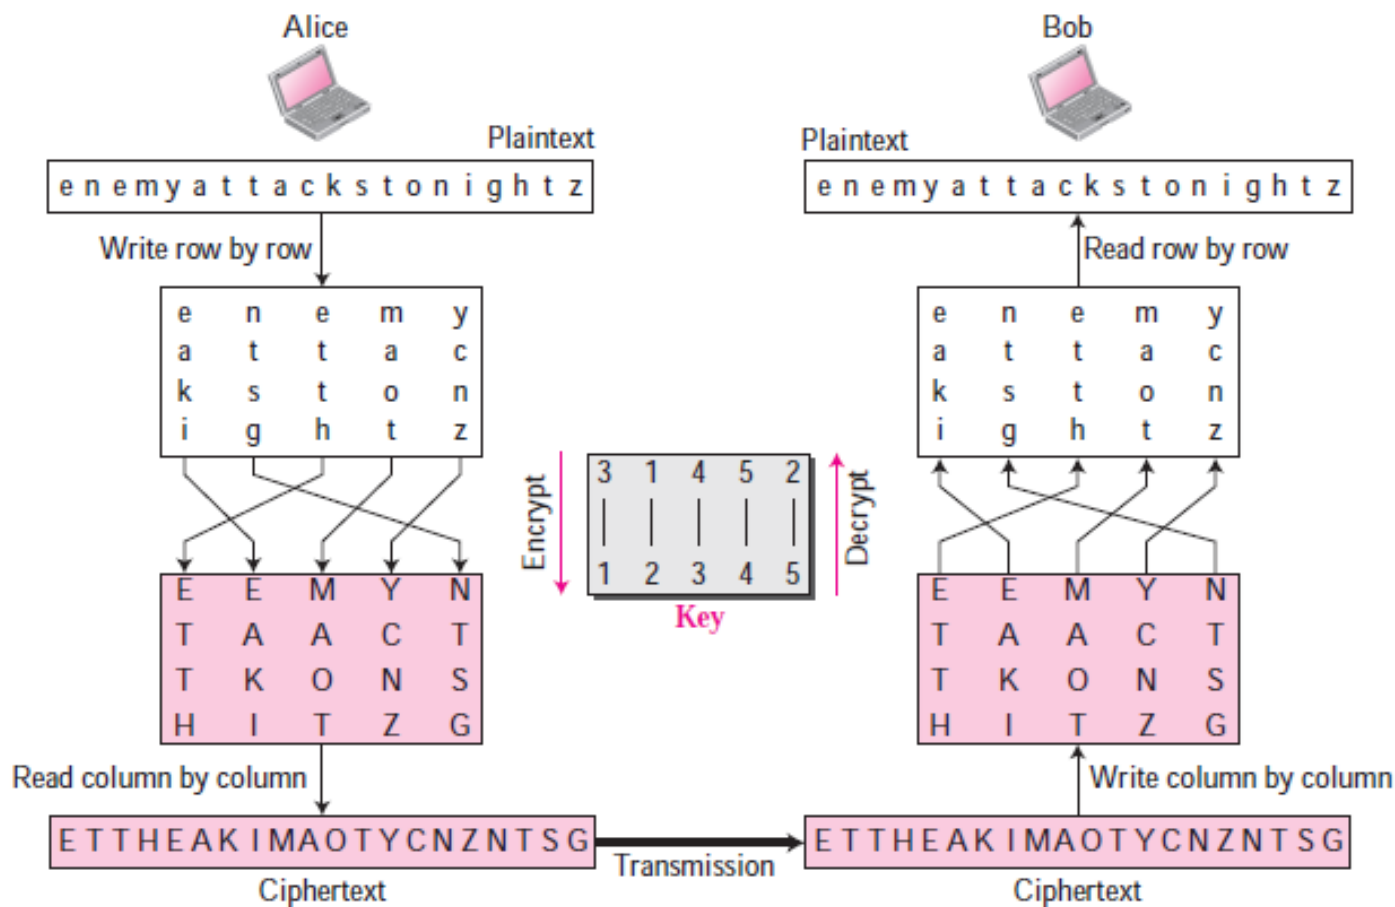 Alice
Plaintext
e n e m y a t t a c k s t o n i g h t z
Write row by row
e n e m y
a t t a c
k s t o n
i g h t z
E E M Y N
T A A C T
T K O N S
H I T Z G
Read column by column
E T T H E A K I M A O T Y C N Z N T S G
Ciphertext
Encrypt
3 1 4 5 2
1 2 3 4 5
Key
Decrypt
Transmission
Bob
Plaintext
e n e m y a t t a c k s t o n i g h t z
Read row by row
e n e m y
a t t a c
k s t o n
i g h t z
E E M Y N
T A A C T
T K O N S
H I T Z G
Write column by column
E T T H E A K I M A O T Y C N Z N T S G
Ciphertext